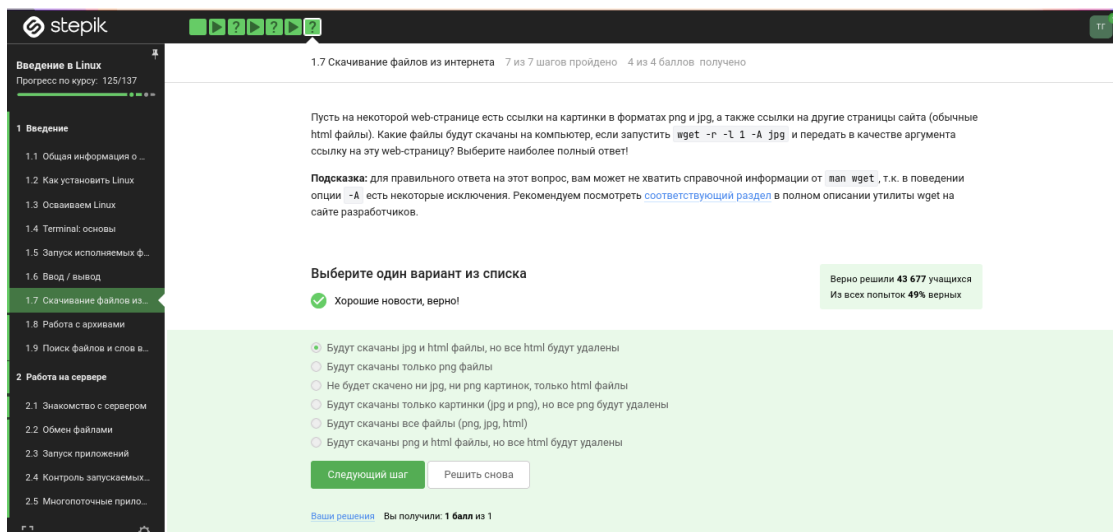 stepik
? ? ?
ТГ
Введение в Linux
Прогресс по курсу: 125/137
1 Введение
1.1 Общая информация о ...
1.2 Как установить Linux
1.3 Осваиваем Linux
1.4 Terminal: основы
1.5 Запуск исполняемых ф...
1.6 Ввод / вывод
1.7 Скачивание файлов из...
1.8 Работа с архивами
1.9 Поиск файлов и слов в...
2 Работа на сервере
2.1 Знакомство с сервером
2.2 Обмен файлами
2.3 Запуск приложений
2.4 Контроль запускаемых...
2.5 Многопоточные прило...
1.7 Скачивание файлов из интернета 7 из 7 шагов пройдено 4 из 4 баллов получено
Пусть на некоторой web-странице есть ссылки на картинки в форматах png и jpg, а также ссылки на другие страницы сайта (обычные
html файлы). Какие файлы будут скачаны на компьютер, если запустить wget -r -l 1 -A jpg и передать в качестве аргумента
ссылку на эту web-страницу? Выберите наиболее полный ответ!
Подсказка: для правильного ответа на этот вопрос, вам может не хватить справочной информации от man wget, т.к. в поведении
опции -A есть некоторые исключения. Рекомендуем посмотреть соответствующий раздел в полном описании утилиты wget на
сайте разработчиков.
Выберите один вариант из списка
Хорошие новости, верно!
Верно решили 43 677 учащихся
Из всех попыток 49% верных
Будут скачаны jpg и html файлы, но все html будут удалены
Будут скачаны только png файлы
Не будет скачено ни jpg, ни png картинок, только html файлы
Будут скачаны только картинки (jpg и png), но все png будут удалены
Будут скачаны все файлы (png, jpg, html)
Будут скачаны png и html файлы, но все html будут удалены
Следующий шаг Решить снова
Ваши решения Вы получили: 1 балл из 1